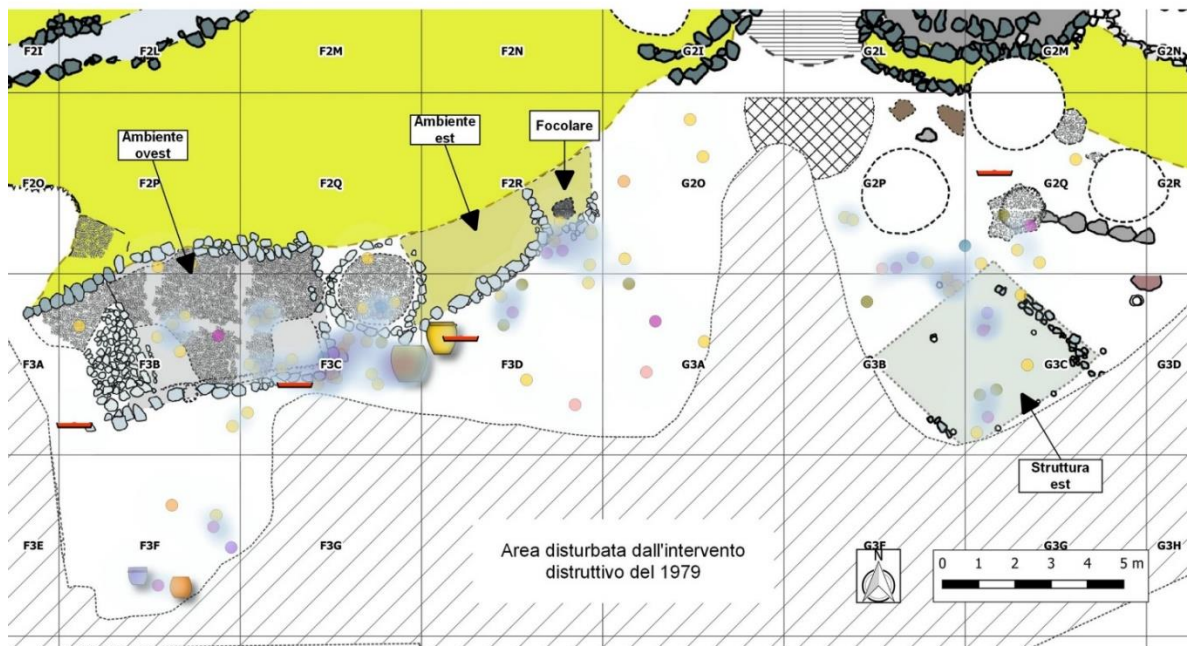 F2I
F2L
F2M
F2N
G2I
G2L
G2M
G2N
Ambiente
ovest
Ambiente
est
Focolare
F2O
F2P
F2Q
F2R
G2O
G2P
G2Q
G2R
F3A
F3B
F3C
F3D
G3A
G3B
G3C
G3D
Struttura
est
F3E
F3F
F3G
Area disturbata dall'intervento
distruttivo del 1979
G3F
G3G
G3H
0 1 2 3 4 5 m